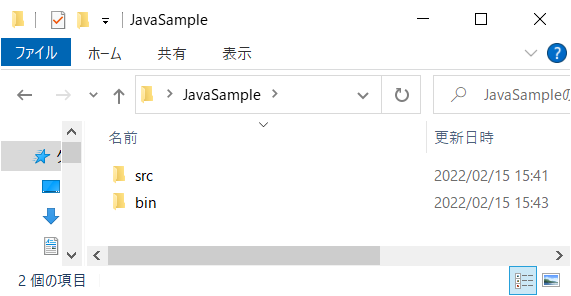 JavaSample
ファイル ホーム 共有 表示
JavaSample JavaSampleの
名前 更新日時
src 2022/02/15 15:41
bin 2022/02/15 15:43
2 個の項目